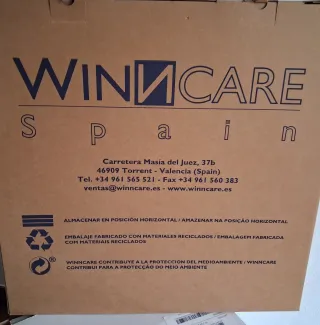 WINNCARE
Spain
Carretera Masía del Juez, 37b
46909 Torrent - Valencia (Spain)
Tel. +34 961 565 521 - Fax +34 961 560 383
ventas@winncare.es - www.winncare.es
ALMACENAR EN POSICIÓN HORIZONTAL / AMAZENAR NA POSIÇÃO HORIZONTAL
EMBALAJE FABRICADO CON MATERIALES RECICLADOS / EMBALAGEM FABRICADA
COM MATERIAIS RECICLADOS
WINNCARE CONTRIBUYE A LA PROTECCION DEL MEDIOAMBIENTE / WINNCARE
CONTRIBUI PARA A PROTECÇÃO DO MEIO AMBIENTE